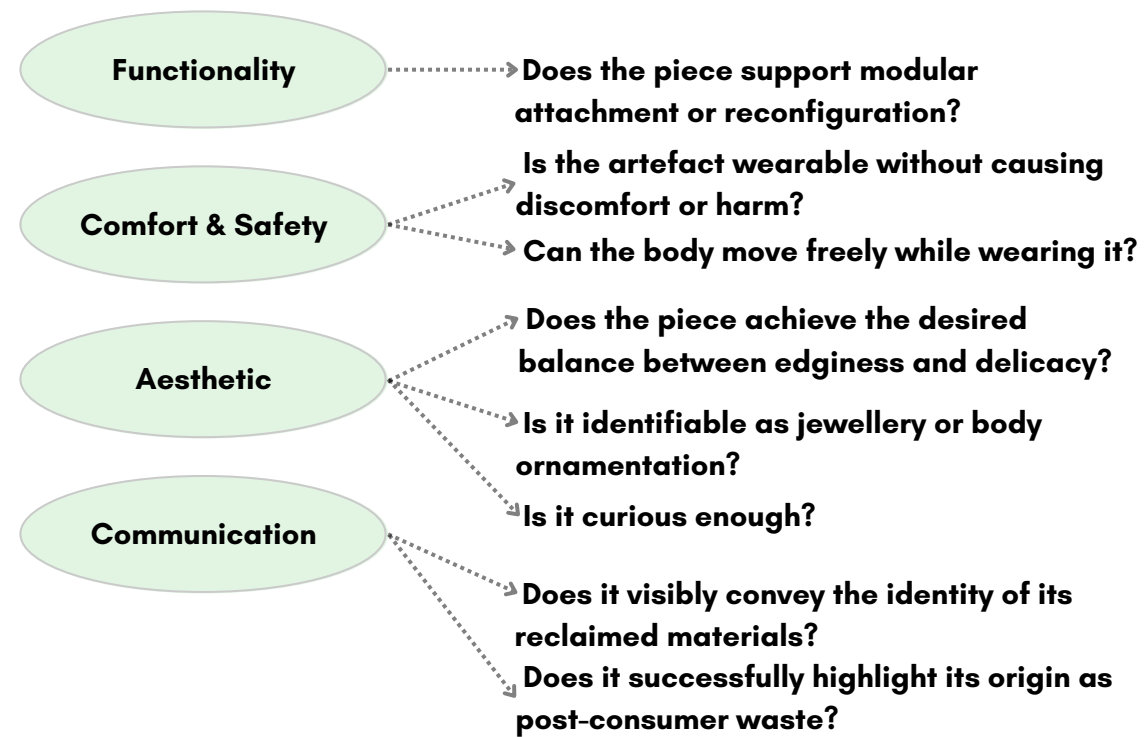 Functionality
Does the piece support modular
attachment or reconfiguration?
Comfort & Safety
Is the artefact wearable without causing
discomfort or harm?
Can the body move freely while wearing it?
Aesthetic
Does the piece achieve the desired
balance between edginess and delicacy?
Is it identifiable as jewellery or body
ornamentation?
Is it curious enough?
Communication
Does it visibly convey the identity of its
reclaimed materials?
Does it successfully highlight its origin as
post-consumer waste?